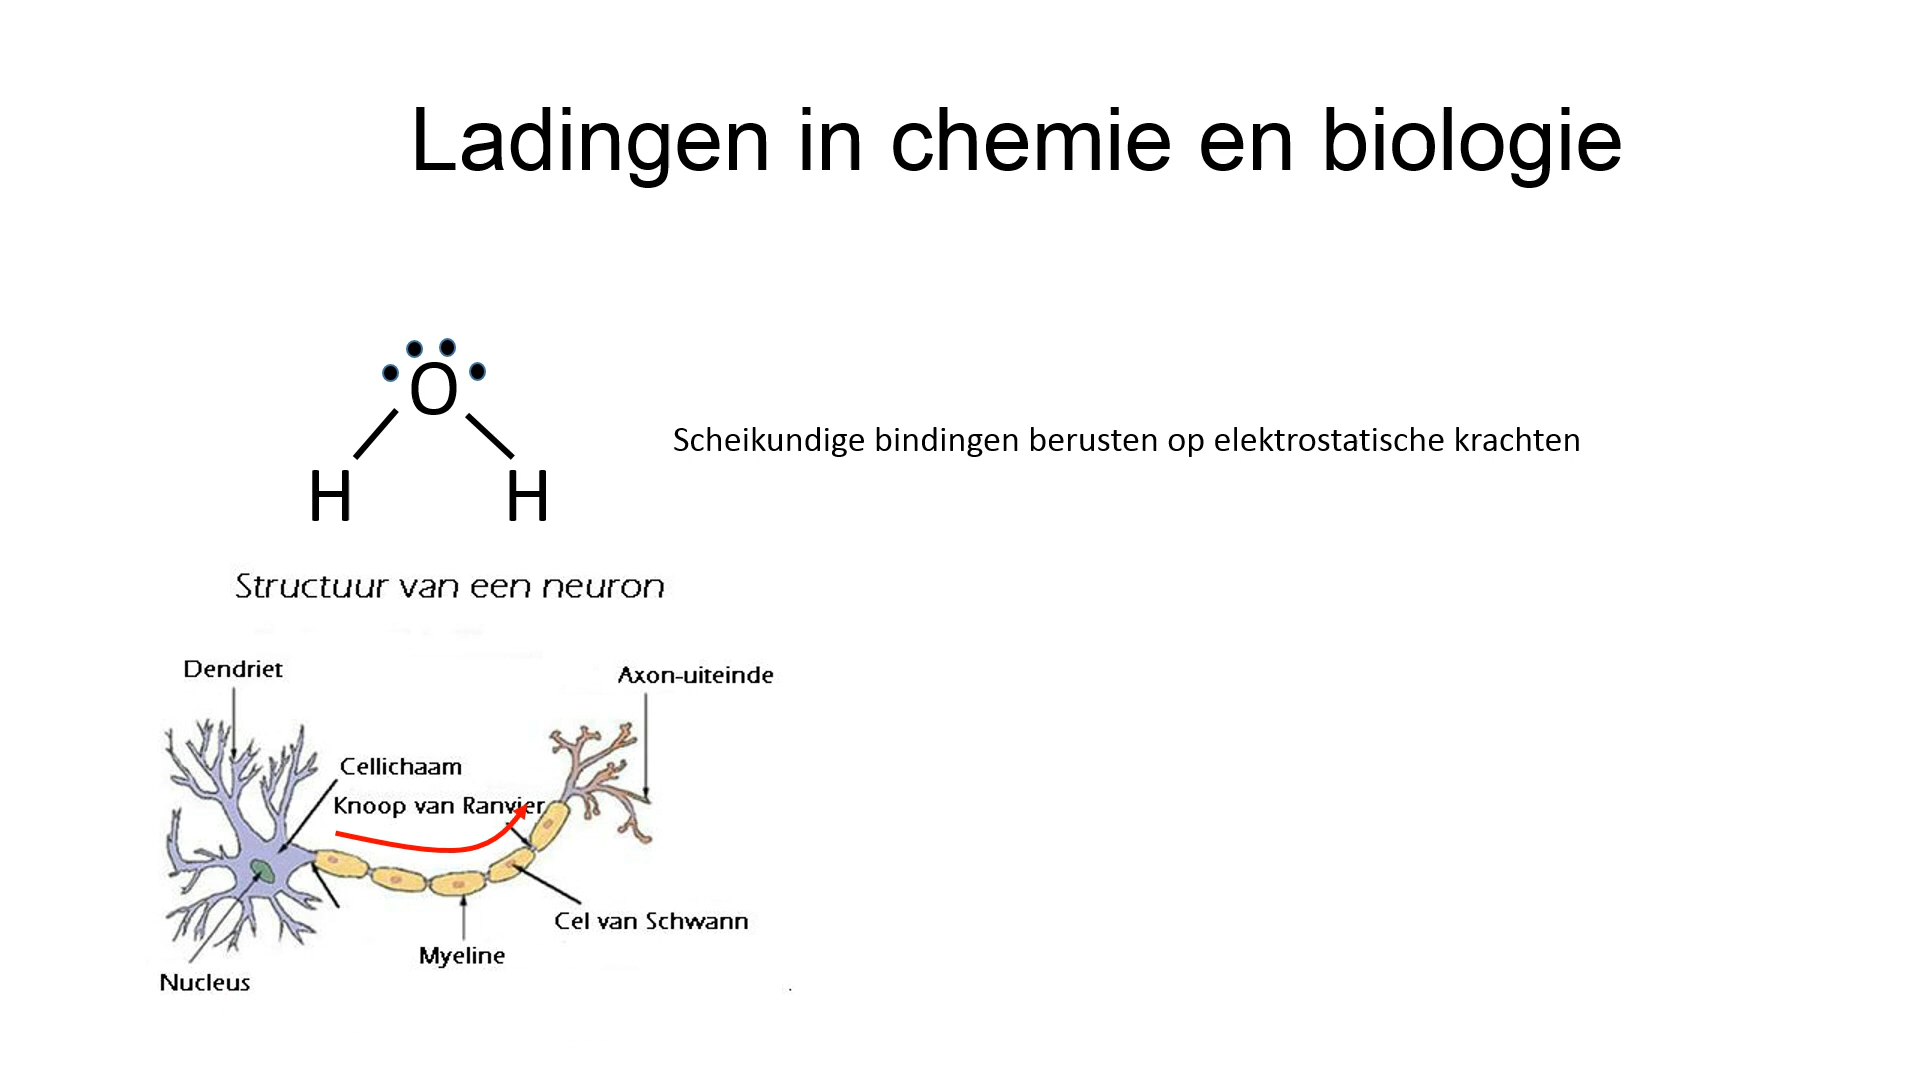 Ladingen in chemie en biologie
O
H H
Scheikundige bindingen berusten op elektrostatische krachten
Structuur van een neuron
Dendriet
Axon-uiteinde
Cellichaam
Knoop van Ranvier
Cel van Schwann
Myeline
Nucleus